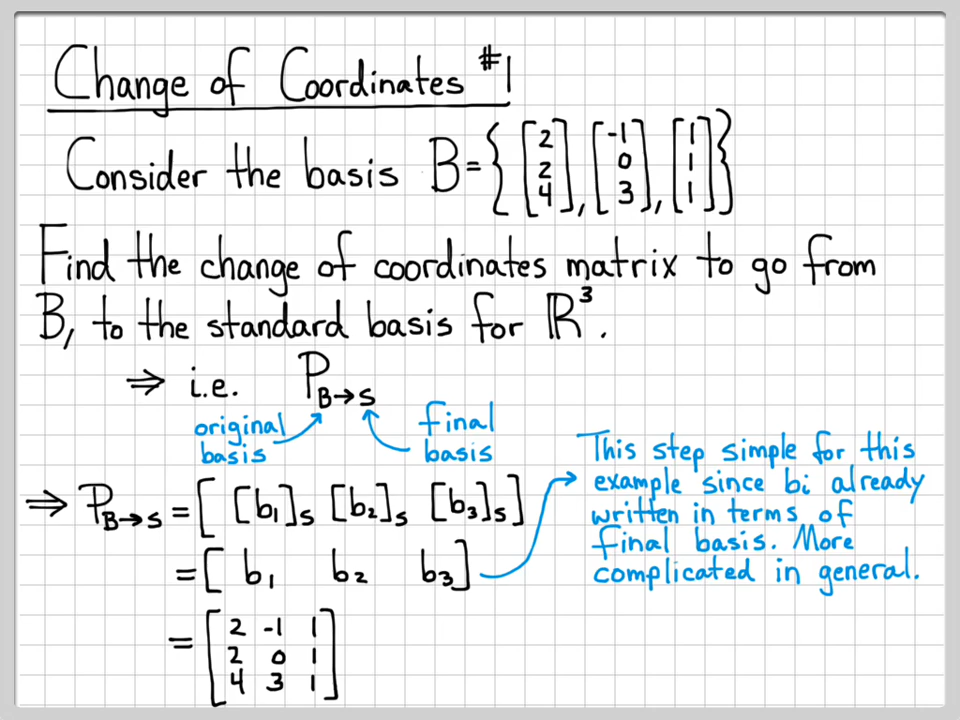 Change of Coordinates #1
Consider the basis B = { [2 2 4], [-1 0 3], [1 1 1] }
Find the change of coordinates matrix to go from
B, to the standard basis for ℝ³.
⇒ i.e. P_B→S
original basis
final basis
⇒ P_B→S = [ [b₁]_S [b₂]_S [b₃]_S ]
= [ b₁ b₂ b₃ ]
This step simple for this
example since bi already
written in terms of
final basis. More
complicated in general.
= [ 2 -1 1
2 0 1
4 3 1 ]